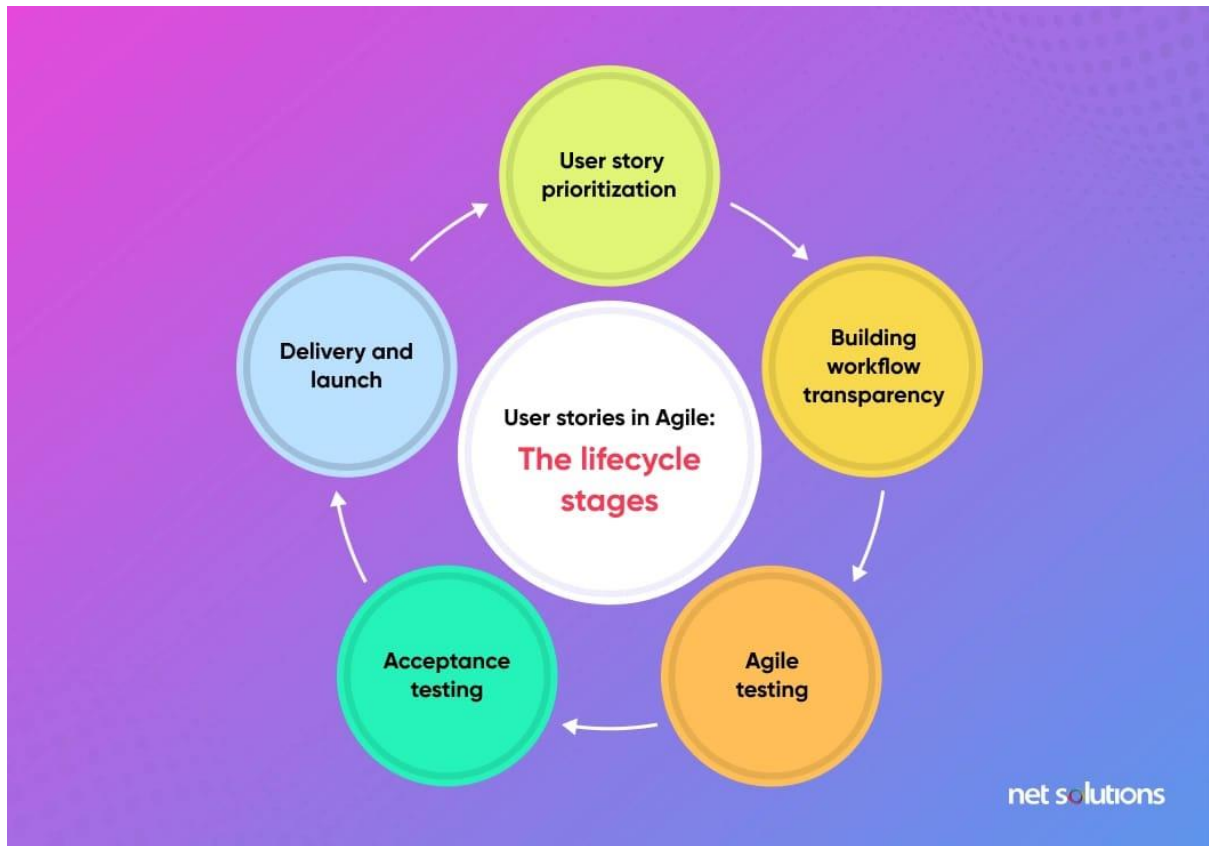 User story
prioritization
Building
workflow
transparency
Delivery and
launch
User stories in Agile:
The lifecycle
stages
Acceptance
testing
Agile
testing
net solutions